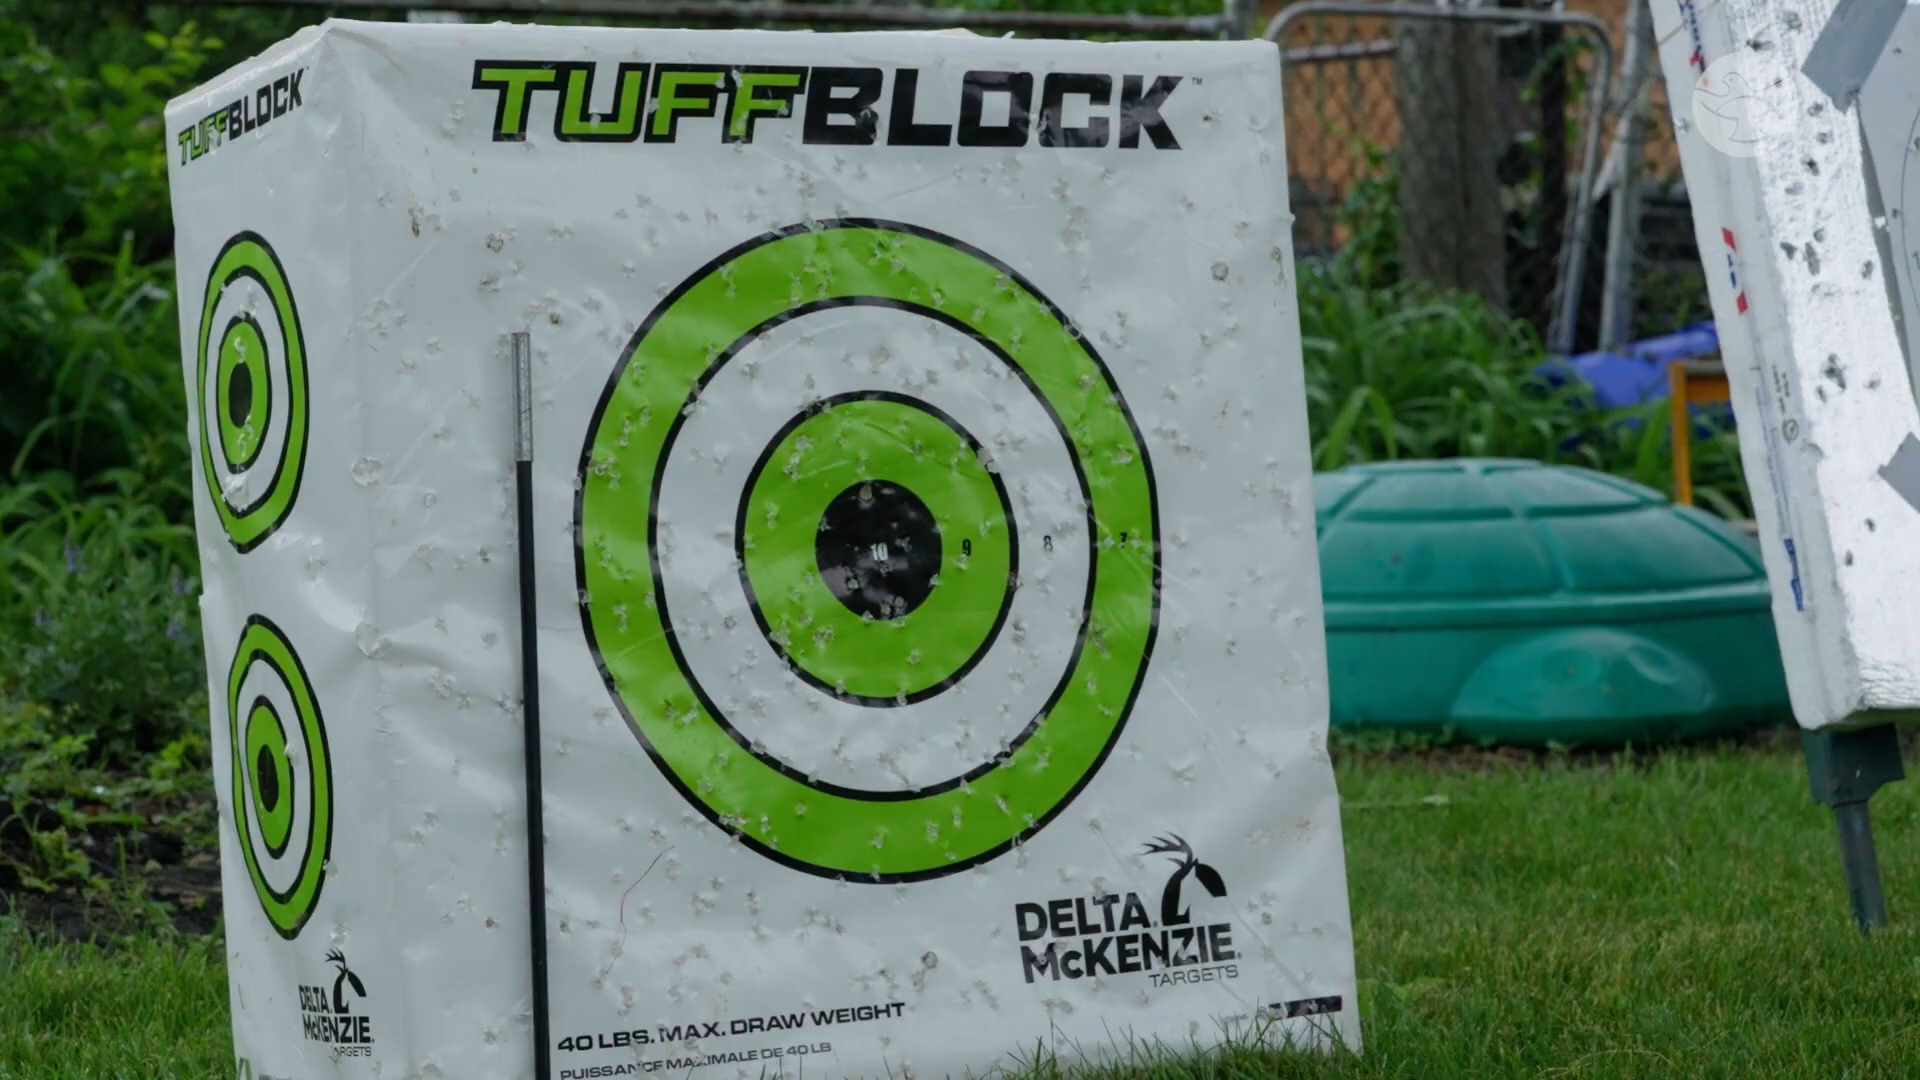 TUFFBLOCK
TUFFBLOCK™
10 9 8 7
DELTA
McKENZIE
TARGETS
DELTA
McKENZIE
TARGETS
40 LBS. MAX. DRAW WEIGHT
PUISSANCE MAXIMALE DE 40 LB